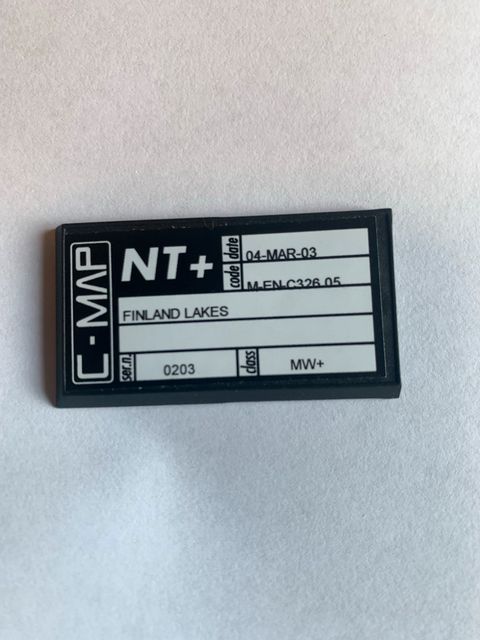 C-MAP
NT+
date 04-MAR-03
code M-EN-C326.05
FINLAND LAKES
ser.n. 0203 class MW+